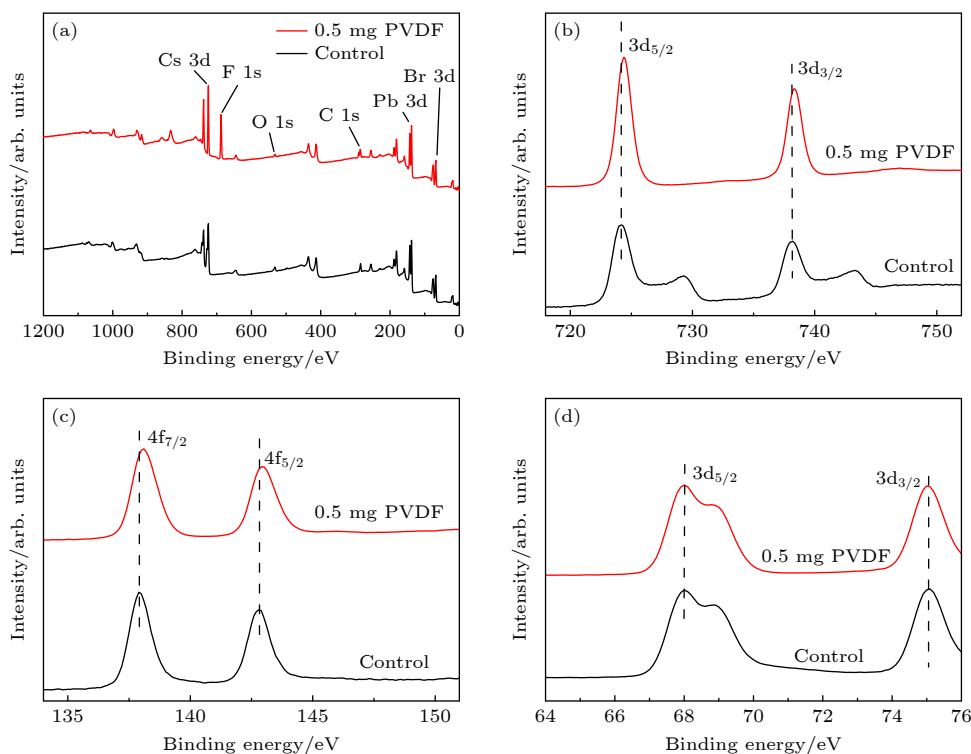 (a)
0.5 mg PVDF
Control
Cs 3d
F 1s
O 1s
C 1s
Pb 3d
Br 3d
Intensity/arb. units
1200 1000 800 600 400 200 0
Binding energy/eV
(b)
3d5/2
3d3/2
0.5 mg PVDF
Control
Intensity/arb. units
720 730 740 750
Binding energy/eV
(c)
4f7/2
4f5/2
0.5 mg PVDF
Control
Intensity/arb. units
135 140 145 150
Binding energy/eV
(d)
3d5/2
3d3/2
0.5 mg PVDF
Control
Intensity/arb. units
64 66 68 70 72 74 76
Binding energy/eV